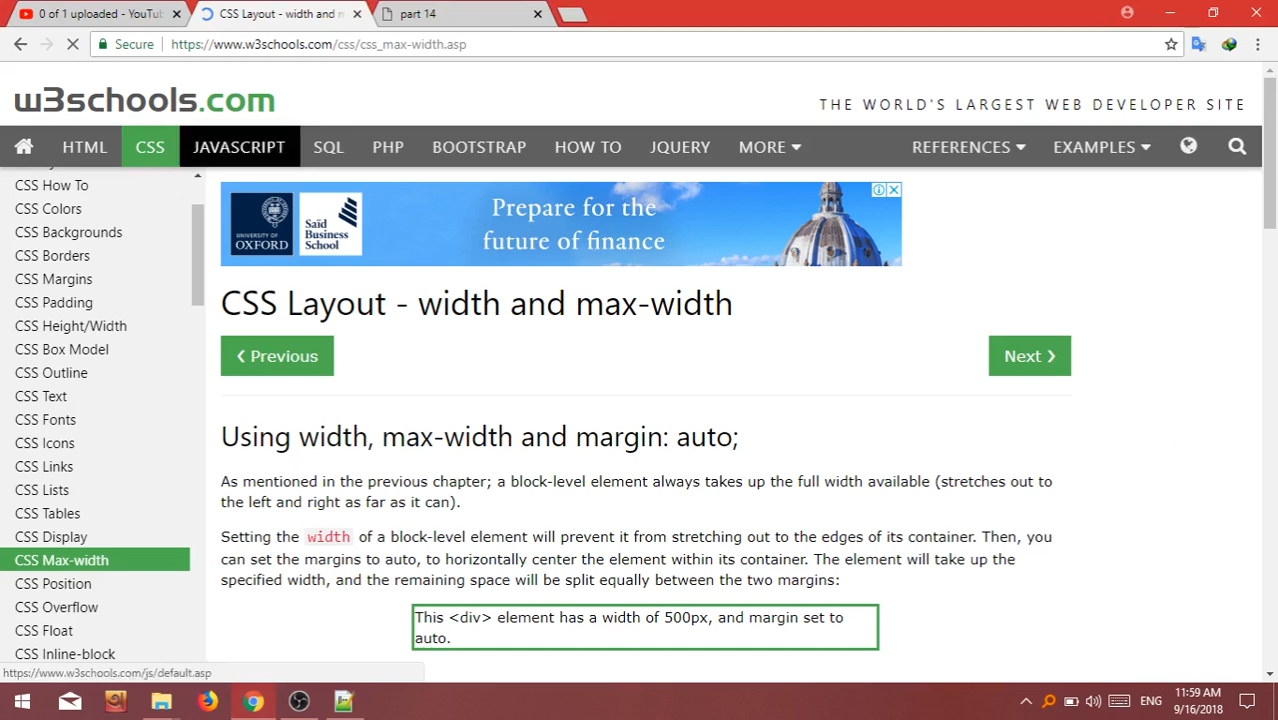 0 of 1 uploaded - YouTu
CSS Layout - width and m
part 14
Secure
https://www.w3schools.com/css/css_max-width.asp
w3schools.com
THE WORLD'S LARGEST WEB DEVELOPER SITE
HTML
CSS
JAVASCRIPT
SQL
PHP
BOOTSTRAP
HOW TO
JQUERY
MORE
REFERENCES
EXAMPLES
CSS How To
CSS Colors
CSS Backgrounds
CSS Borders
CSS Margins
CSS Padding
CSS Height/Width
CSS Box Model
CSS Outline
CSS Text
CSS Fonts
CSS Icons
CSS Links
CSS Lists
CSS Tables
CSS Display
CSS Max-width
CSS Position
CSS Overflow
CSS Float
CSS Inline-block
UNIVERSITY OF
OXFORD
Saïd
Business
School
Prepare for the
future of finance
CSS Layout - width and max-width
❮ Previous
Next ❯
Using width, max-width and margin: auto;
As mentioned in the previous chapter; a block-level element always takes up the full width available (stretches out to
the left and right as far as it can).
Setting the width of a block-level element will prevent it from stretching out to the edges of its container. Then, you
can set the margins to auto, to horizontally center the element within its container. The element will take up the
specified width, and the remaining space will be split equally between the two margins:
This <div> element has a width of 500px, and margin set to
auto.
https://www.w3schools.com/js/default.asp
ENG
11:59 AM
9/16/2018